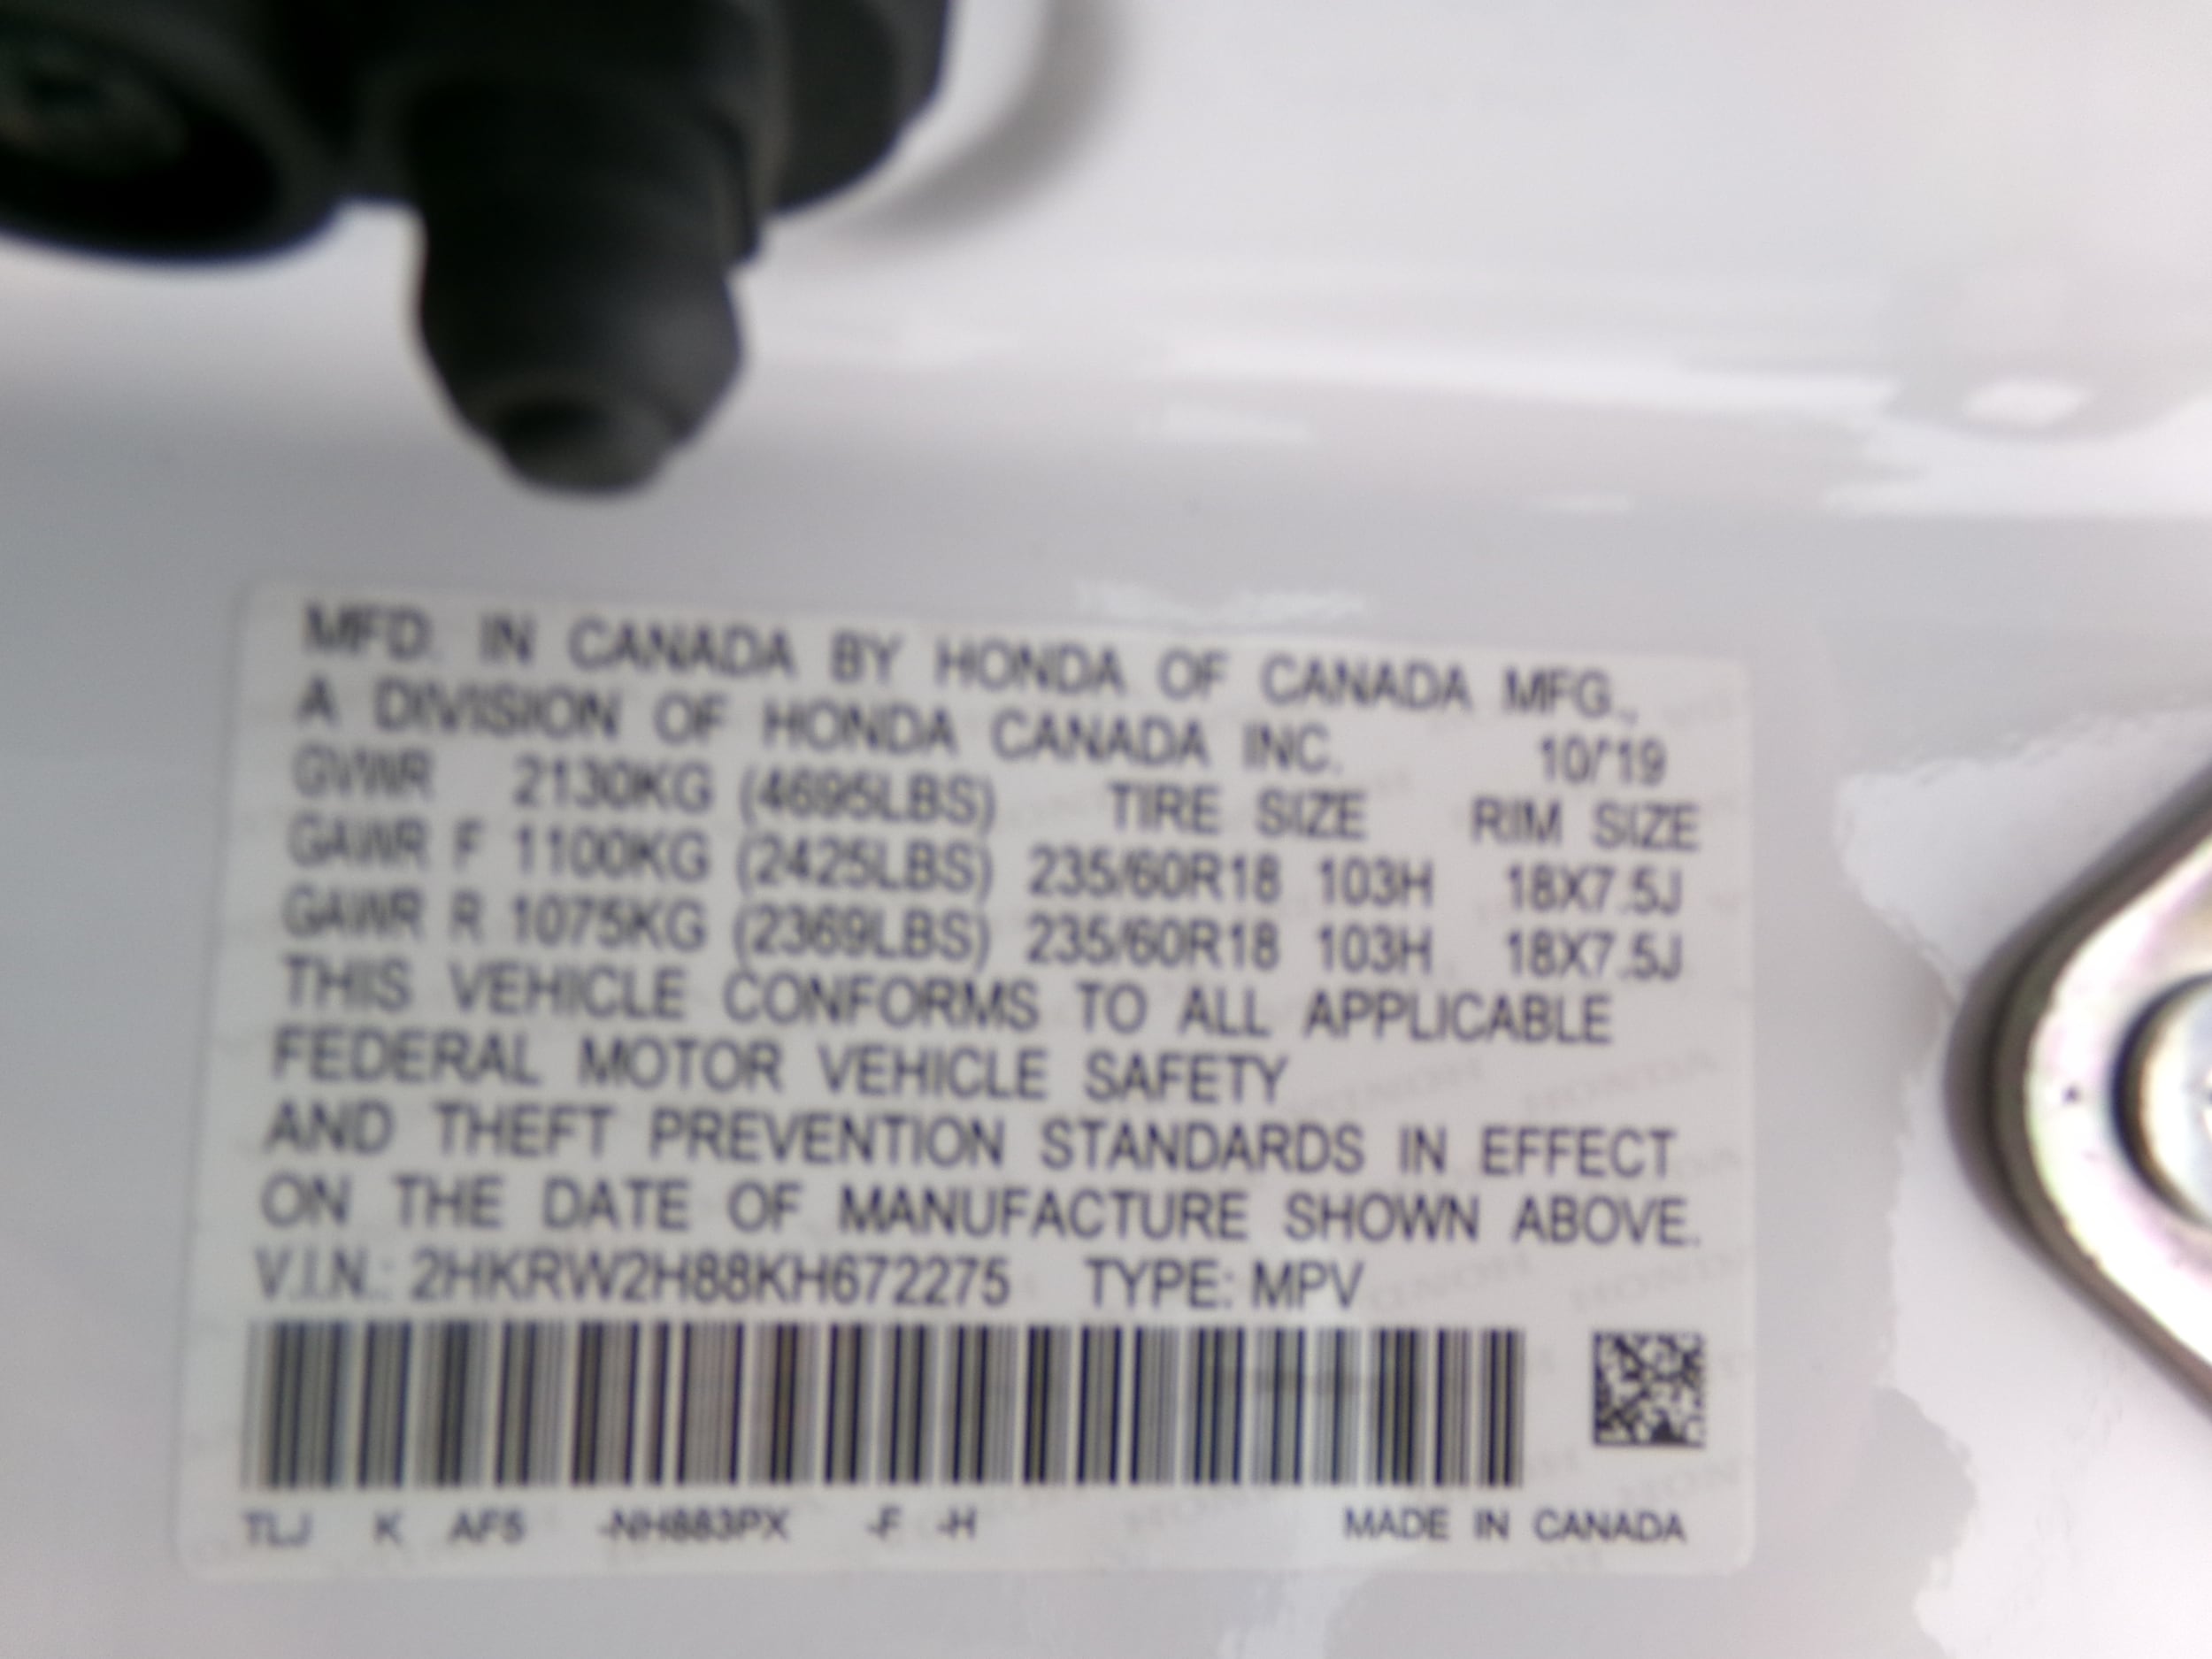 MFD. IN CANADA BY HONDA OF CANADA MFG.,
A DIVISION OF HONDA CANADA INC. 10/'19
GVWR 2130KG (4695LBS) TIRE SIZE RIM SIZE
GAWR F 1100KG (2425LBS) 235/60R18 103H 18X7.5J
GAWR R 1075KG (2369LBS) 235/60R18 103H 18X7.5J
THIS VEHICLE CONFORMS TO ALL APPLICABLE
FEDERAL MOTOR VEHICLE SAFETY
AND THEFT PREVENTION STANDARDS IN EFFECT
ON THE DATE OF MANUFACTURE SHOWN ABOVE.
V.I.N.: 2HKRW2H88KH672275 TYPE: MPV
TLJ K AF5 -NH883PX -F -H MADE IN CANADA